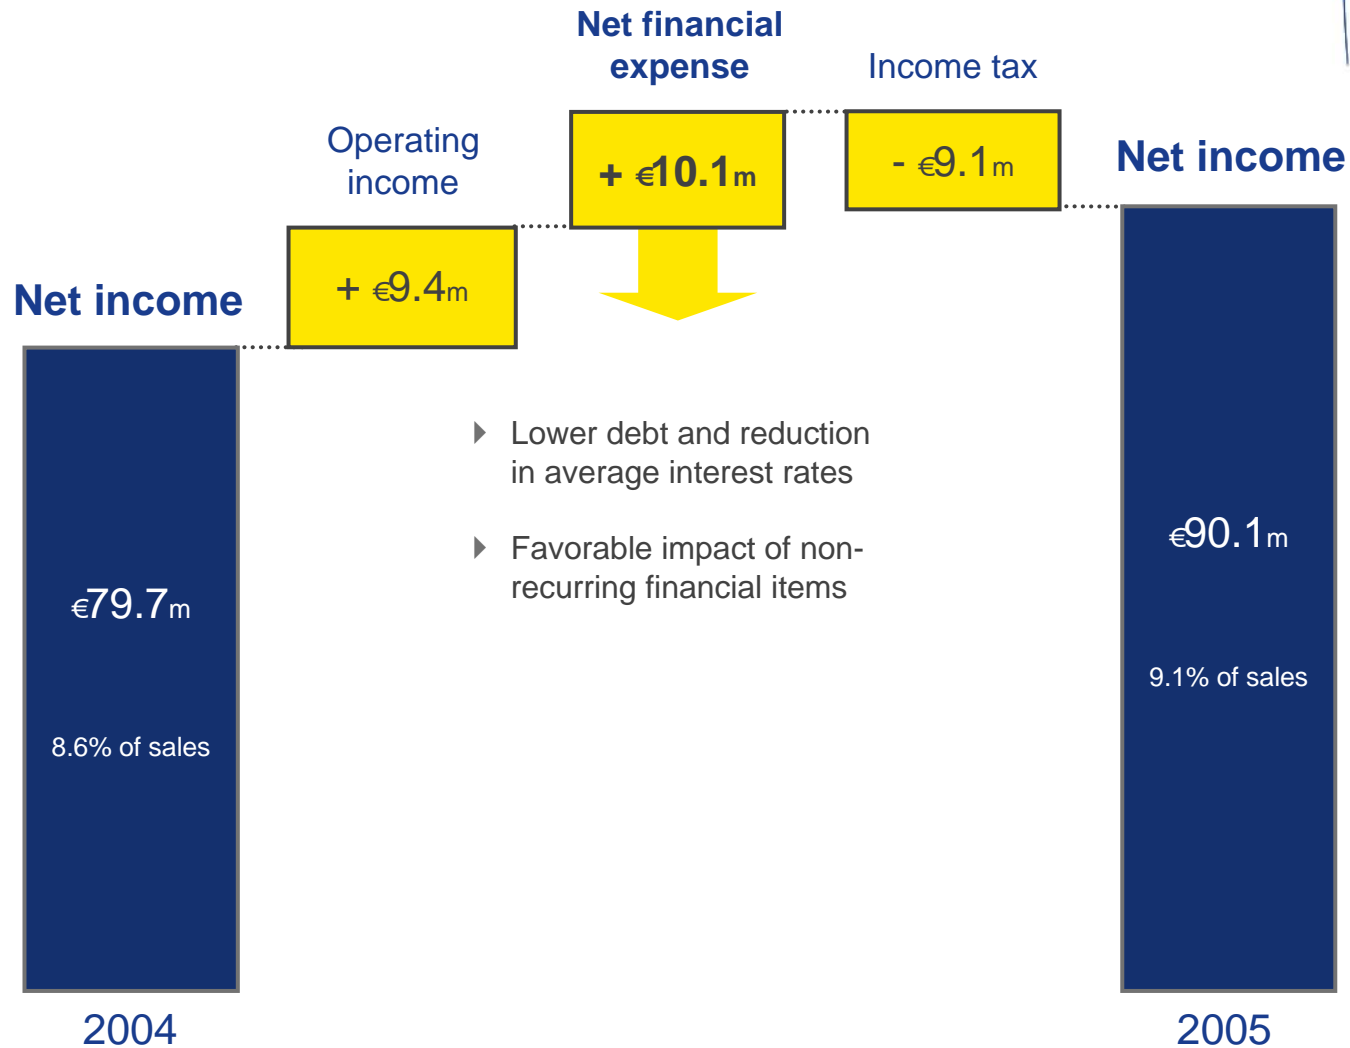 Net financial
expense
Income tax
Operating
income
+ €10.1m
- €9.1m
Net income
Net income
+ €9.4m
Lower debt and reduction
in average interest rates
Favorable impact of non-
recurring financial items
€79.7m
8.6% of sales
€90.1m
9.1% of sales
2004
2005